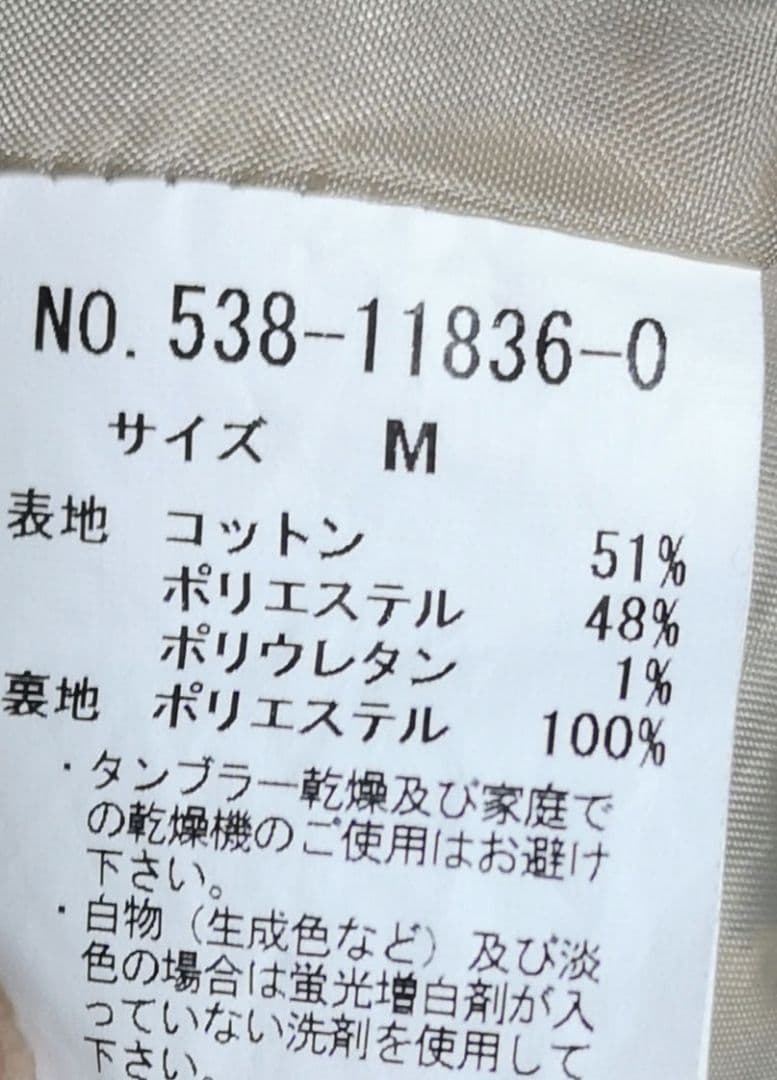 NO. 538-11836-0
サイズ M
表地 コットン 51%
ポリエステル 48%
ポリウレタン 1%
裏地 ポリエステル 100%
・タンブラー乾燥及び家庭で
の乾燥機のご使用はお避け
下さい。
・白物（生成色など）及び淡
色の場合は蛍光増白剤が入
っていない洗剤を使用して
下さい。